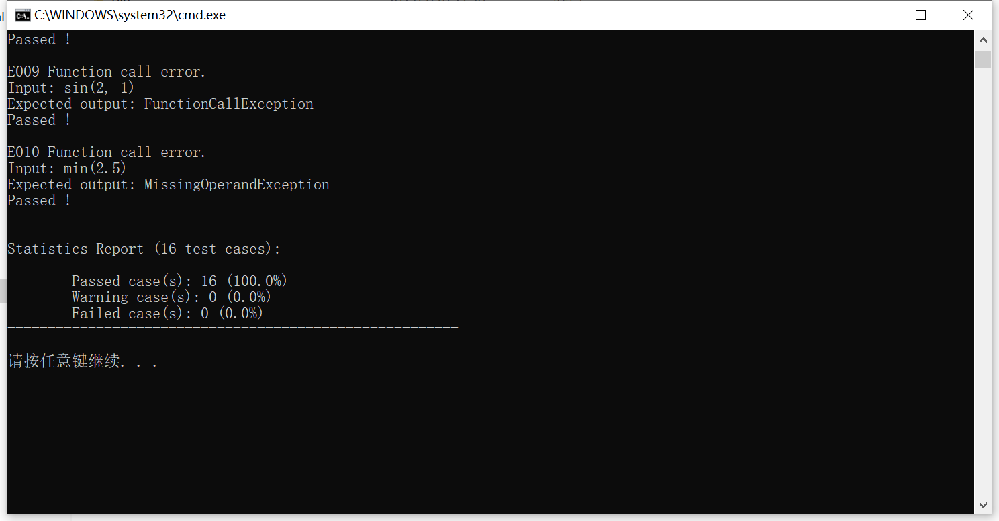 C:\WINDOWS\system32\cmd.exe
Passed !
E009 Function call error.
Input: sin(2, 1)
Expected output: FunctionCallException
Passed !
E010 Function call error.
Input: min(2.5)
Expected output: MissingOperandException
Passed !
--------------------------------------------------------
Statistics Report (16 test cases):
Passed case(s): 16 (100.0%)
Warning case(s): 0 (0.0%)
Failed case(s): 0 (0.0%)
========================================================
请按任意键继续. . .